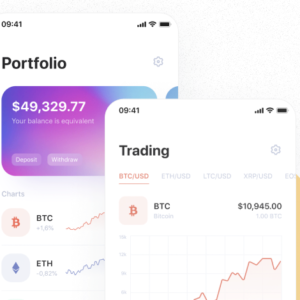 09:41
Portfolio
$49,329.77
Your balance is equivalent
Deposit Withdraw
Charts
BTC
+1,6%
ETH
-0,82%
09:41
Trading
BTC/USD ETH/USD LTC/USD XRP/USD EOS
BTC
Bitcoin
$10,945.00
1.00 BTC